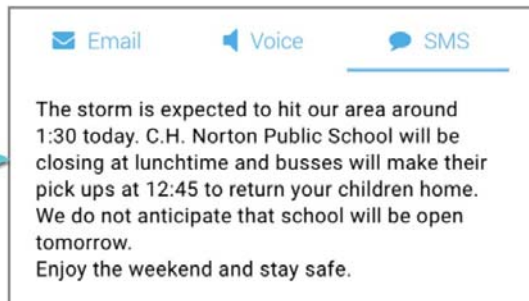 Email Voice SMS
The storm is expected to hit our area around
1:30 today. C.H. Norton Public School will be
closing at lunchtime and busses will make their
pick ups at 12:45 to return your children home.
We do not anticipate that school will be open
tomorrow.
Enjoy the weekend and stay safe.